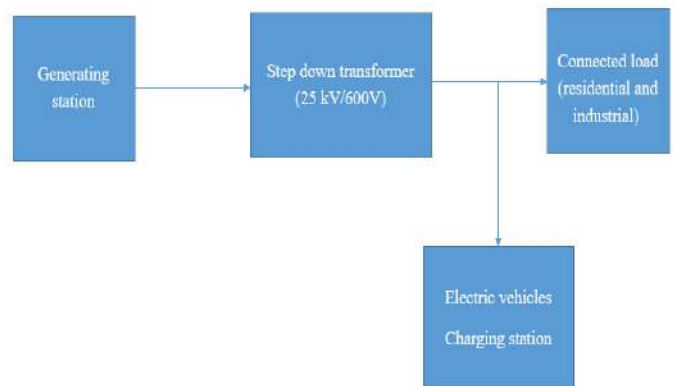 Generating
station
Step down transformer
(25 kV/600V)
Connected load
(residential and
industrial)
Electric vehicles
Charging station